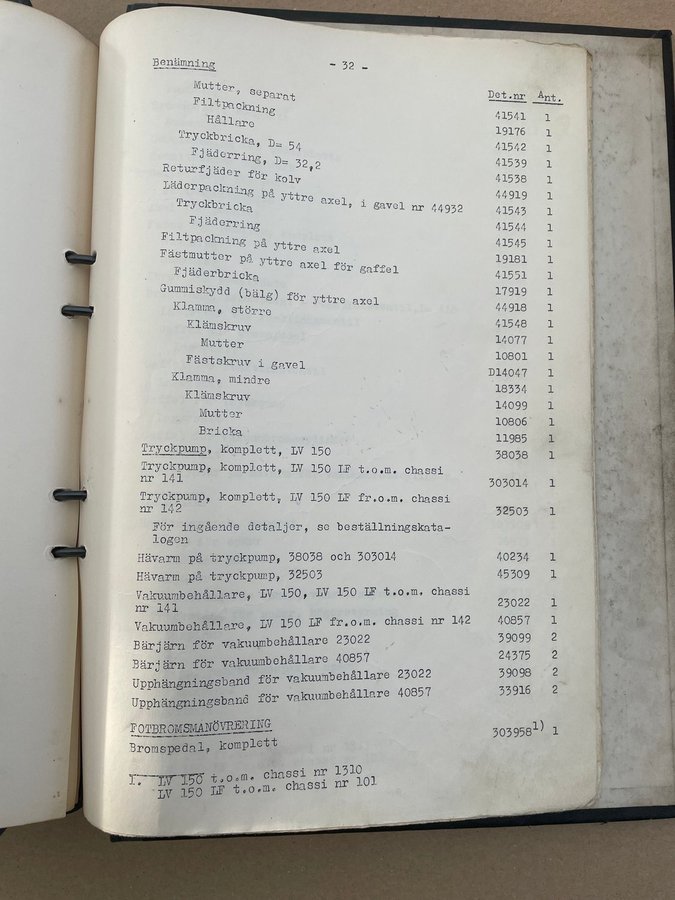 Benämning - 32 - Det.nr Ant.
Mutter, separat 41541 1
Filtpackning 19176 1
Hållare 41542 1
Tryckbricka, D= 54 41539 1
Fjäderring, D= 32,2 41538 1
Returfjäder för kolv 44919 1
Läderpackning på yttre axel, i gavel nr 44932 41543 1
Tryckbricka 41544 1
Fjäderring 41545 1
Filtpackning på yttre axel 19181 1
Fästmutter på yttre axel för gaffel 41551 1
Fjäderbricka 17919 1
Gummiskydd (bälg) för yttre axel 44918 1
Klamma, större 41548 1
Klämskruv 14077 1
Mutter 10801 1
Fästskruv i gavel D14047 1
Klamma, mindre 18334 1
Klämskruv 14099 1
Mutter 10806 1
Bricka 11985 1
Tryckpump, komplett, LV 150 38038 1
Tryckpump, komplett, LV 150 LF t.o.m. chassi
nr 141 303014 1
Tryckpump, komplett, LV 150 LF fr.o.m. chassi
nr 142 32503 1
För ingående detaljer, se beställningskata-
logen
Hävarm på tryckpump, 38038 och 303014 40234 1
Hävarm på tryckpump, 32503 45309 1
Vakuumbehållare, LV 150, LV 150 LF t.o.m. chassi
nr 141 23022 1
Vakuumbehållare, LV 150 LF fr.o.m. chassi nr 142 40857 1
Bärjärn för vakuumbehållare 23022 39099 2
Bärjärn för vakuumbehållare 40857 24375 2
Upphängningsband för vakuumbehållare 23022 39098 2
Upphängningsband för vakuumbehållare 40857 33916 2
FOTBROMSMANÖVRERING
Bromspedal, komplett 303958¹⁾ 1
1. LV 150 t.o.m. chassi nr 1310
LV 150 LF t.o.m. chassi nr 101